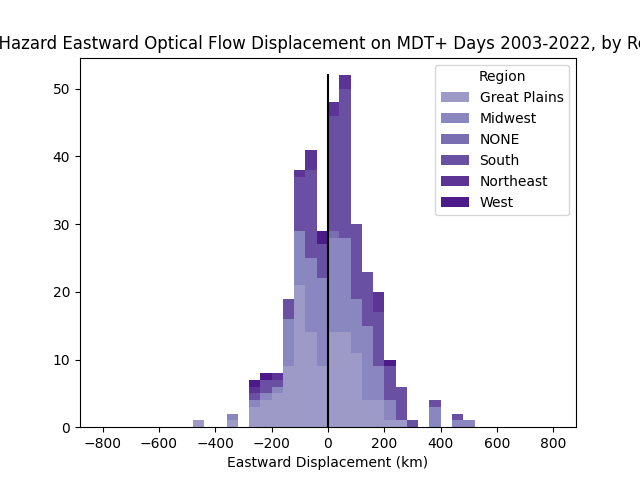 Hazard Eastward Optical Flow Displacement on MDT+ Days 2003-2022, by
Region
Great Plains
Midwest
NONE
South
Northeast
West
50
40
30
20
10
0
−800 −600 −400 −200 0 200 400 600 800
Eastward Displacement (km)